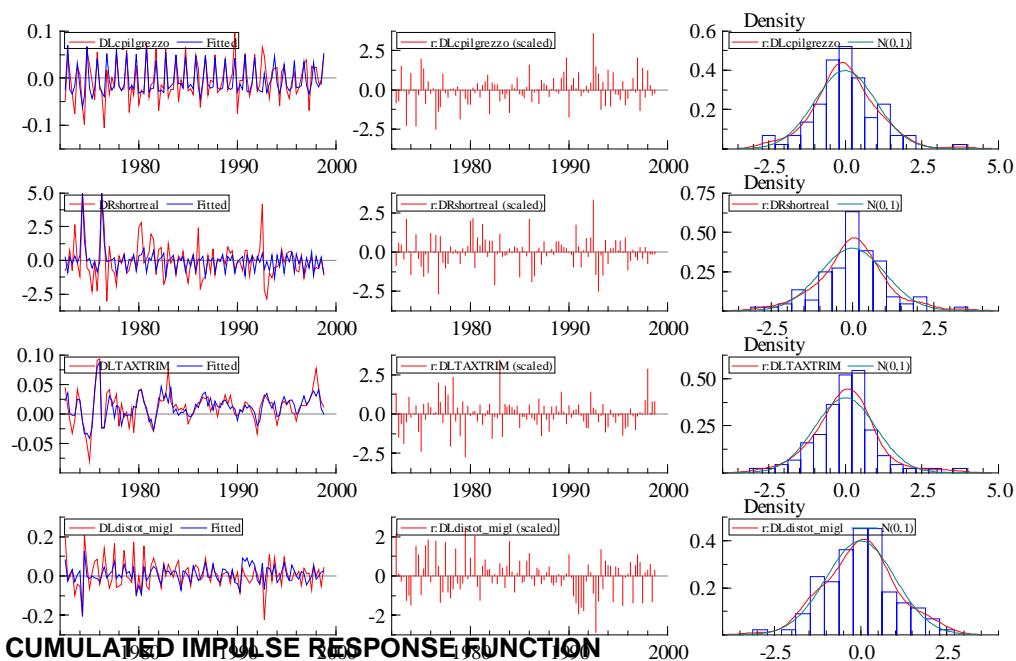 Density
0.1 DLcpilgrezzo Fitted 2.5 r:DLcpilgrezzo (scaled) 0.6 r:DLcpilgrezzo N(0,1)
0.0 0.0 0.4
-0.1 -2.5 0.2
1980 1990 2000 1980 1990 2000 -2.5 0.0 2.5 5.0
Density
5.0 DRshortreal Fitted 2.5 r:DRshortreal (scaled) 0.75 r:DRshortreal N(0,1)
2.5 0.50
0.0 0.0 0.25
-2.5 -2.5
1980 1990 2000 1980 1990 2000 -2.5 0.0 2.5
Density
0.10 DLTAXTRIM Fitted 2.5 r:DLTAXTRIM (scaled) r:DLTAXTRIM N(0,1)
0.05 0.50
0.00 0.0 0.25
-0.05 -2.5
1980 1990 2000 1980 1990 2000 -2.5 0.0 2.5 5.0
Density
0.2 DLdistot_migl Fitted 2 r:DLdistot_migl (scaled) r:DLdistot_migl N(0,1)
0.4
0.0 0 0.2
-0.2 -2
1980 1990 2000 1980 1990 2000 -2.5 0.0 2.5
CUMULATED IMPULSE RESPONSE FUNCTION